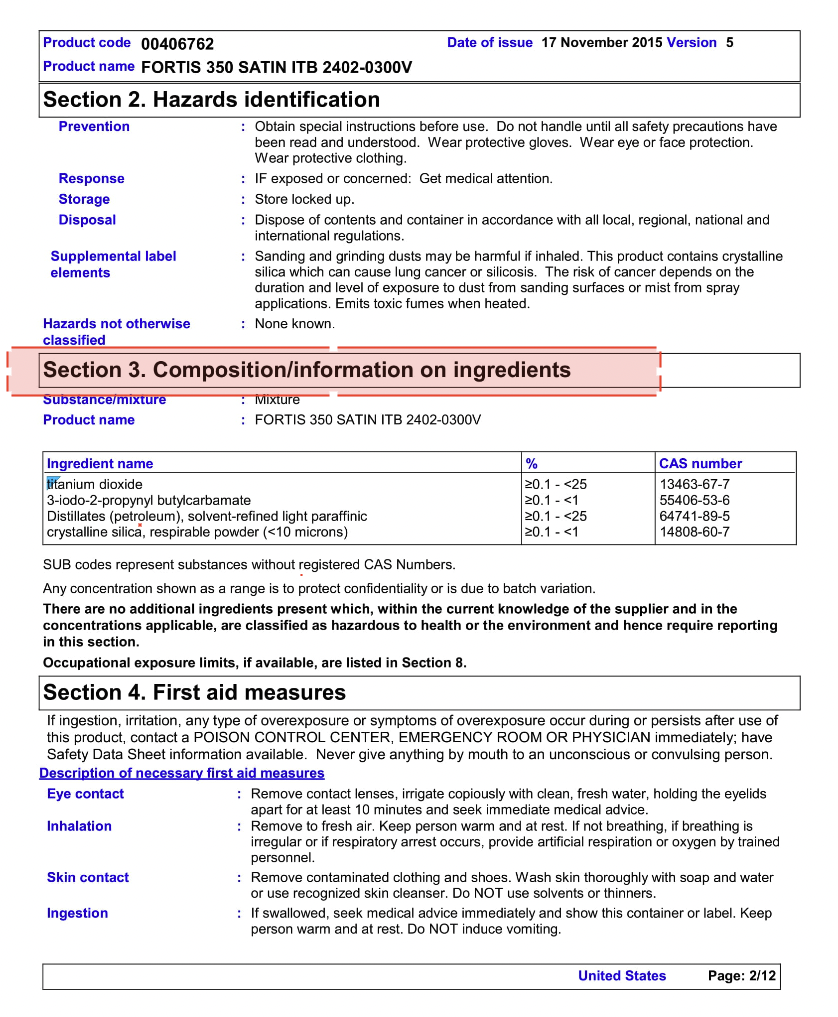 Product code 00406762 Date of issue 17 November 2015 Version 5
Product name FORTIS 350 SATIN ITB 2402-0300V
Section 2. Hazards identification
Prevention : Obtain special instructions before use. Do not handle until all safety precautions have
been read and understood. Wear protective gloves. Wear eye or face protection.
Wear protective clothing.
Response : IF exposed or concerned: Get medical attention.
Storage : Store locked up.
Disposal : Dispose of contents and container in accordance with all local, regional, national and
international regulations.
Supplemental label : Sanding and grinding dusts may be harmful if inhaled. This product contains crystalline
elements silica which can cause lung cancer or silicosis. The risk of cancer depends on the
duration and level of exposure to dust from sanding surfaces or mist from spray
applications. Emits toxic fumes when heated.
Hazards not otherwise : None known.
classified
Section 3. Composition/information on ingredients
Substance/mixture : Mixture
Product name : FORTIS 350 SATIN ITB 2402-0300V
Ingredient name % CAS number
titanium dioxide ≥0.1 - <25 13463-67-7
3-iodo-2-propynyl butylcarbamate ≥0.1 - <1 55406-53-6
Distillates (petroleum), solvent-refined light paraffinic ≥0.1 - <25 64741-89-5
crystalline silica, respirable powder (<10 microns) ≥0.1 - <1 14808-60-7
SUB codes represent substances without registered CAS Numbers.
Any concentration shown as a range is to protect confidentiality or is due to batch variation.
There are no additional ingredients present which, within the current knowledge of the supplier and in the
concentrations applicable, are classified as hazardous to health or the environment and hence require reporting
in this section.
Occupational exposure limits, if available, are listed in Section 8.
Section 4. First aid measures
If ingestion, irritation, any type of overexposure or symptoms of overexposure occur during or persists after use of
this product, contact a POISON CONTROL CENTER, EMERGENCY ROOM OR PHYSICIAN immediately; have
Safety Data Sheet information available. Never give anything by mouth to an unconscious or convulsing person.
Description of necessary first aid measures
Eye contact : Remove contact lenses, irrigate copiously with clean, fresh water, holding the eyelids
apart for at least 10 minutes and seek immediate medical advice.
Inhalation : Remove to fresh air. Keep person warm and at rest. If not breathing, if breathing is
irregular or if respiratory arrest occurs, provide artificial respiration or oxygen by trained
personnel.
Skin contact : Remove contaminated clothing and shoes. Wash skin thoroughly with soap and water
or use recognized skin cleanser. Do NOT use solvents or thinners.
Ingestion : If swallowed, seek medical advice immediately and show this container or label. Keep
person warm and at rest. Do NOT induce vomiting.
United States Page: 2/12